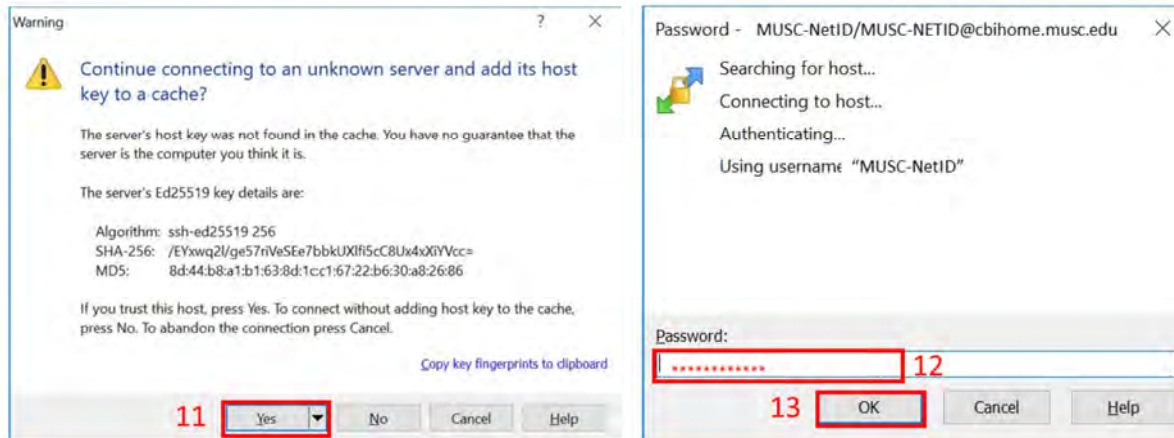 Warning
?
Continue connecting to an unknown server and add its host
key to a cache?
The server's host key was not found in the cache. You have no guarantee that the
server is the computer you think it is.
The server's Ed25519 key details are:
Algorithm: ssh-ed25519 256
SHA-256: /EYxwq2l/ge57riVeSEe7bbkUXlfi5cC8Ux4xXiYVcc=
MD5: 8d:44:b8:a1:b1:63:8d:1c:c1:67:22:b6:30:a8:26:86
If you trust this host, press Yes. To connect without adding host key to the cache,
press No. To abandon the connection press Cancel.
Copy key fingerprints to clipboard
11 Yes No Cancel Help
Password - MUSC-NetID/MUSC-NETID@cbihome.musc.edu
Searching for host...
Connecting to host...
Authenticating...
Using username “MUSC-NetID”
Password:
************ 12
13 OK Cancel Help